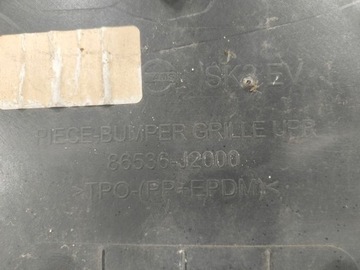 SK3 EV
PIECE-BUMPER GRILLE UPR
86536-J2000
>TPO-(PP+EPDM)<